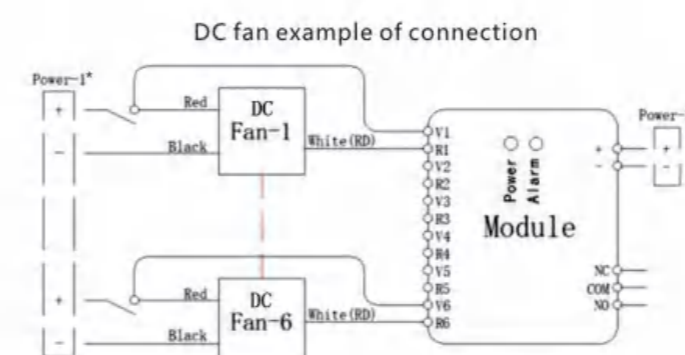 DC fan example of connection
Power-1*
+
Red
DC
Fan-1
-
Black
White(RD)
V1
R1
V2
R2
V3
R3
V4
R4
V5
R5
V6
R6
Power
Alarm
Module
+
-
NC
COM
NO
Power-
+
-
+
Red
DC
Fan-6
-
Black
White(RD)